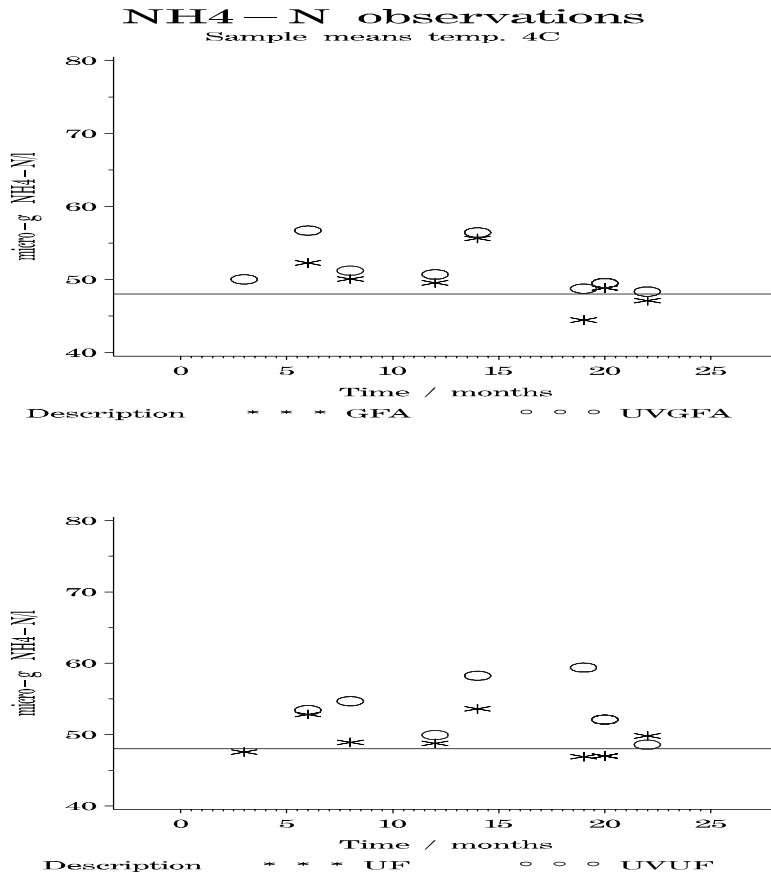 NH4 — N observations
Sample means temp. 4C
micro-g NH4-N/l
80
70
60
50
40
0 5 10 15 20 25
Time / months
Description * * * GFA ○ ○ ○ UVGFA
micro-g NH4-N/l
80
70
60
50
40
0 5 10 15 20 25
Time / months
Description * * * UF ○ ○ ○ UVUF